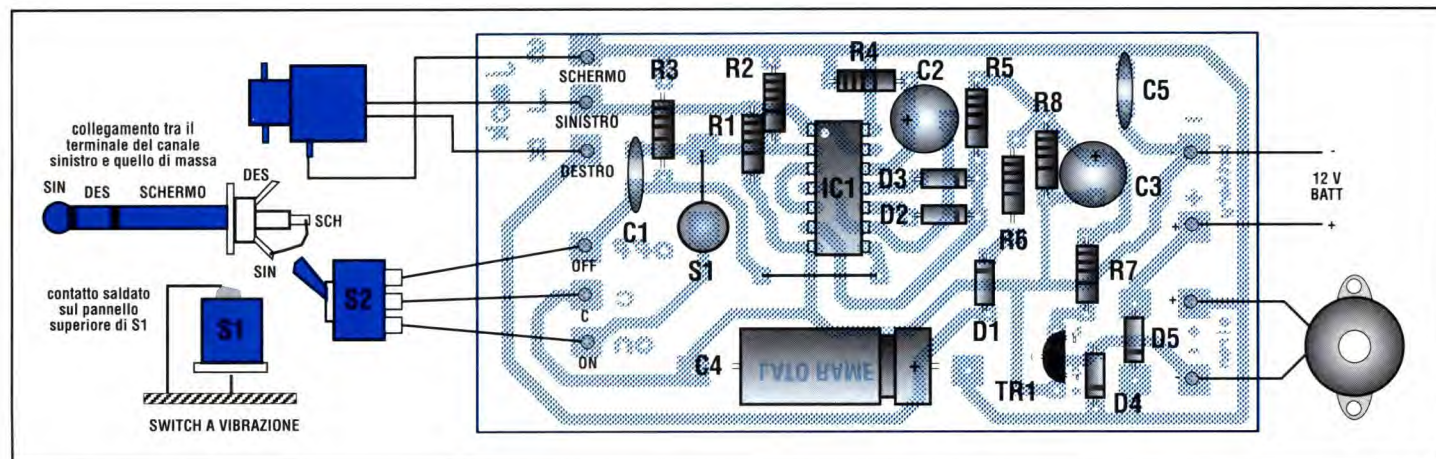 collegamento tra il
terminale del canale
sinistro e quello di massa
SIN
DES
SCHERMO
DES
SCH
SIN
contatto saldato
sul pannello
superiore di S1
S1
SWITCH A VIBRAZIONE
S2
SCHERMO
SINISTRO
DESTRO
OFF
C
ON
R3
R2
R4
C2
R5
C5
R1
R8
IC1
D3
D2
C3
C1
S1
R6
R7
D1
C4
LATO RAME
+
TR1
D4
D5
-
12 V
BATT
+
+
+
-